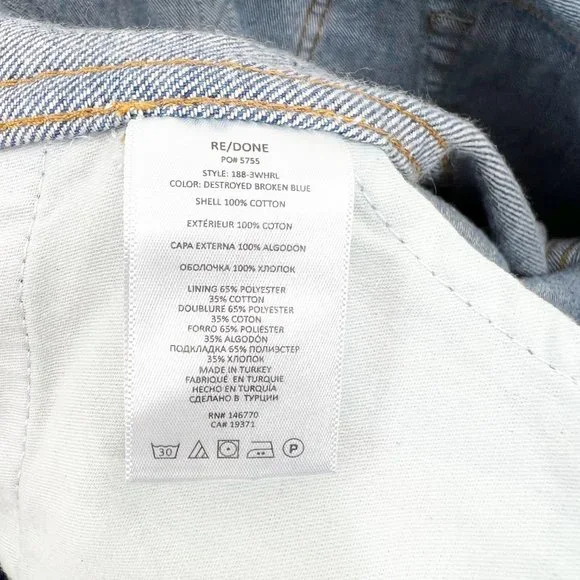 RE/DONE
PO# 5755
STYLE: 188-3WHRL
COLOR: DESTROYED BROKEN BLUE
SHELL 100% COTTON
EXTÉRIEUR 100% COTON
CAPA EXTERNA 100% ALGODÓN
ОБОЛОЧКА 100% ХЛОПОК
LINING 65% POLYESTER
35% COTTON
DOUBLURE 65% POLYESTER
35% COTON
FORRO 65% POLIÉSTER
35% ALGODÓN
ПОДКЛАДКА 65% ПОЛИЭСТЕР
35% ХЛОПОК
MADE IN TURKEY
FABRIQUÉ EN TURQUIE
HECHO EN TURQUÍA
СДЕЛАНО В ТУРЦИИ
RN# 146770
CA# 19371
30 P